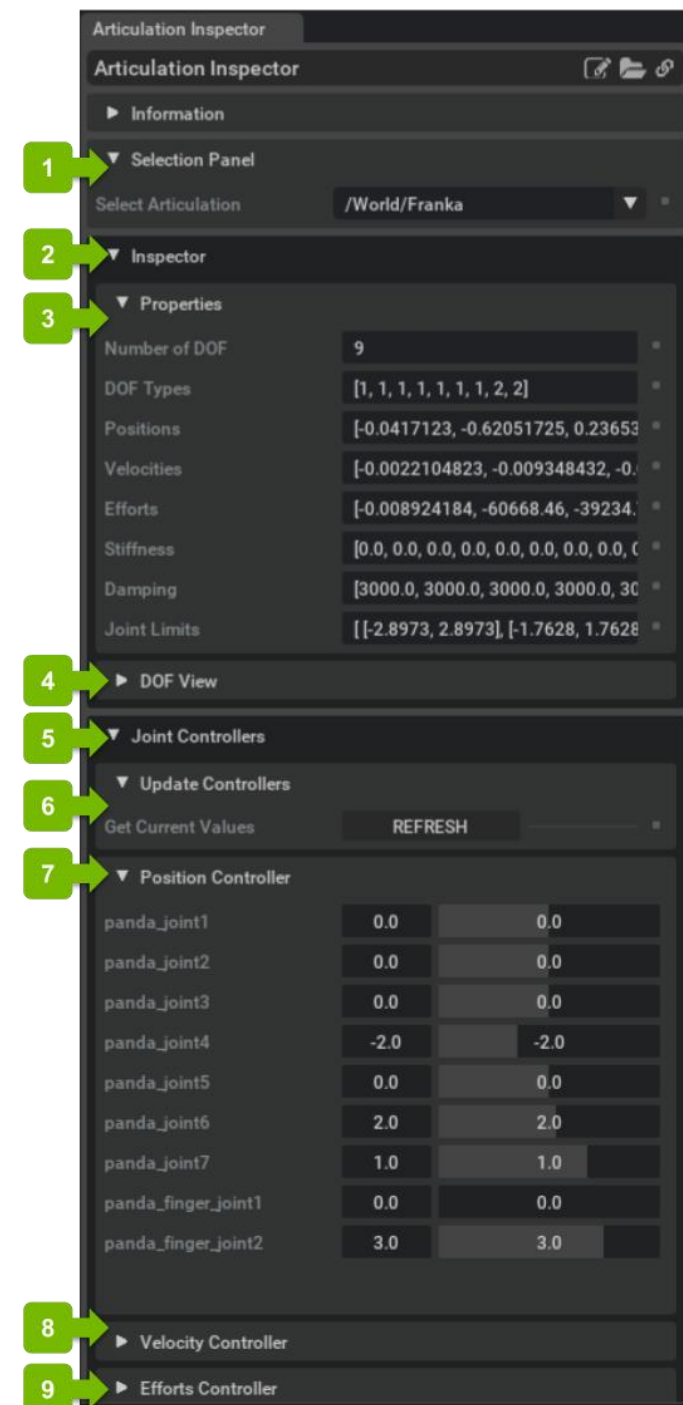 Articulation Inspector
Articulation Inspector
Information
1 Selection Panel
Select Articulation /World/Franka
2 Inspector
3 Properties
Number of DOF 9
DOF Types [1, 1, 1, 1, 1, 1, 1, 2, 2]
Positions [-0.0417123, -0.62051725, 0.23653
Velocities [-0.0022104823, -0.009348432, -0.
Efforts [-0.008924184, -60668.46, -39234.
Stiffness [0.0, 0.0, 0.0, 0.0, 0.0, 0.0, 0.0, 0.0, 0
Damping [3000.0, 3000.0, 3000.0, 3000.0, 30
Joint Limits [ [-2.8973, 2.8973], [-1.7628, 1.7628
4 DOF View
5 Joint Controllers
6 Update Controllers
Get Current Values REFRESH
7 Position Controller
panda_joint1 0.0 0.0
panda_joint2 0.0 0.0
panda_joint3 0.0 0.0
panda_joint4 -2.0 -2.0
panda_joint5 0.0 0.0
panda_joint6 2.0 2.0
panda_joint7 1.0 1.0
panda_finger_joint1 0.0 0.0
panda_finger_joint2 3.0 3.0
8 Velocity Controller
9 Efforts Controller